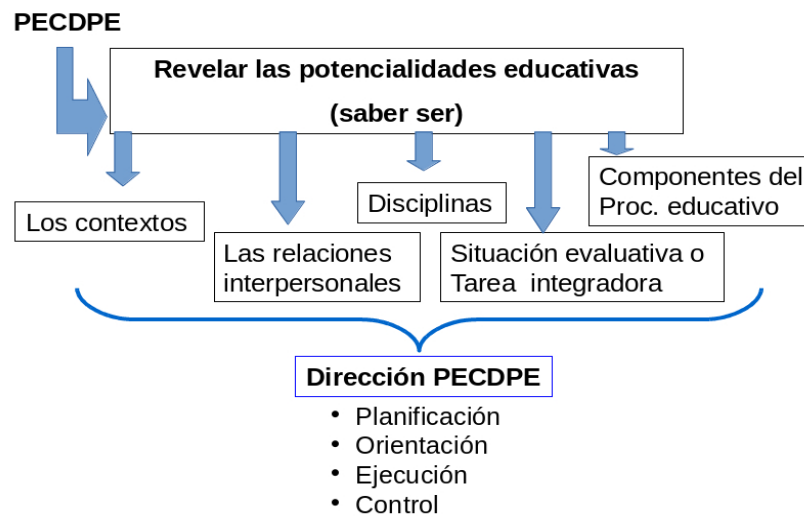 PECDPE
Revelar las potencialidades educativas
(saber ser)
Los contextos
Las relaciones
interpersonales
Disciplinas
Situación evaluativa o
Tarea integradora
Componentes del
Proc. educativo
Dirección PECDPE
• Planificación
• Orientación
• Ejecución
• Control